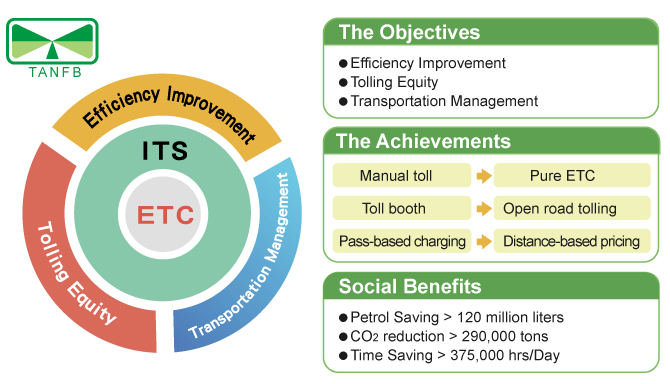 TANFB
Efficiency Improvement
Tolling Equity
Transportation Management
ITS
ETC
The Objectives
● Efficiency Improvement
● Tolling Equity
● Transportation Management
The Achievements
Manual toll Pure ETC
Toll booth Open road tolling
Pass-based charging Distance-based pricing
Social Benefits
● Petrol Saving > 120 million liters
● CO2 reduction > 290,000 tons
● Time Saving > 375,000 hrs/Day